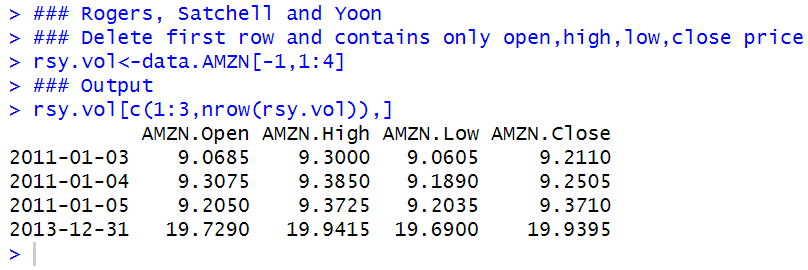 > ### Rogers, Satchell and Yoon
> ### Delete first row and contains only open,high,low,close price
> rsy.vol<-data.AMZN[-1,1:4]
> ### Output
> rsy.vol[c(1:3,nrow(rsy.vol)),]
           AMZN.Open AMZN.High AMZN.Low AMZN.Close
2011-01-03    9.0685    9.3000   9.0605     9.2110
2011-01-04    9.3075    9.3850   9.1890     9.2505
2011-01-05    9.2050    9.3725   9.2035     9.3710
2013-12-31   19.7290   19.9415  19.6900    19.9395
>